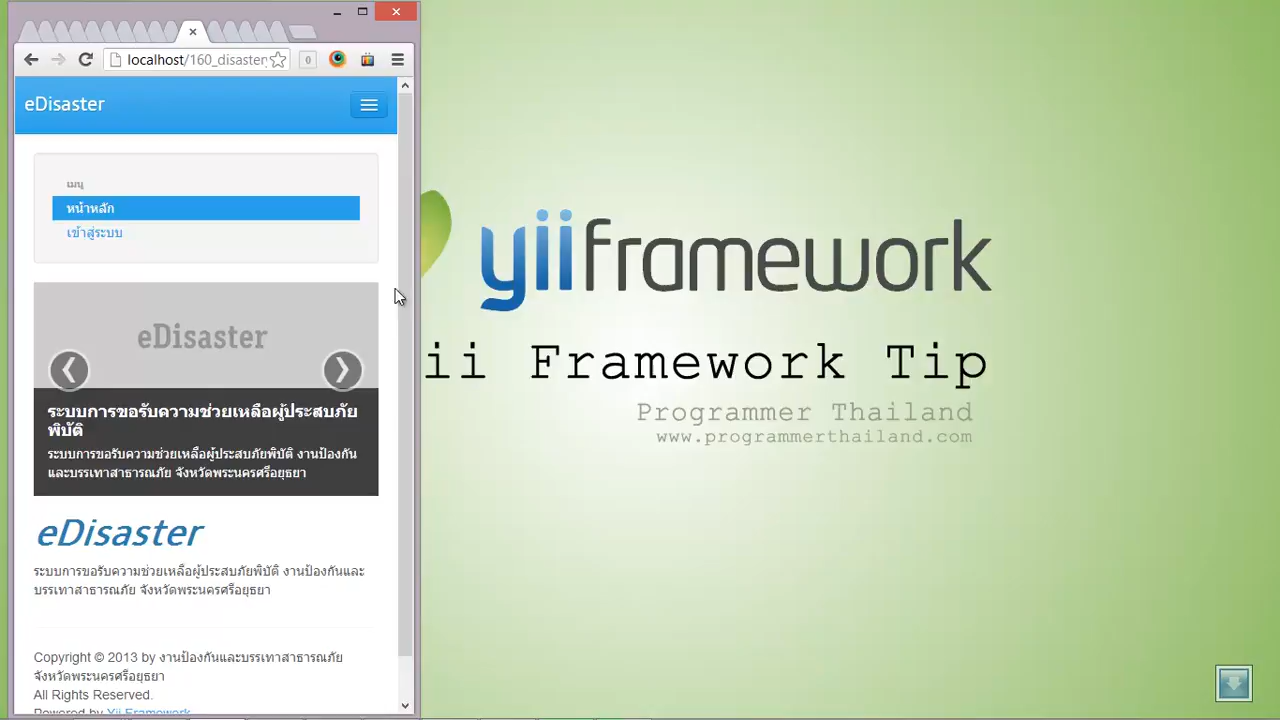 localhost/160_disaster
0
eDisaster
เมนู
หน้าหลัก
เข้าสู่ระบบ
eDisaster
ระบบการขอรับความช่วยเหลือผู้ประสบภัย
พิบัติ
ระบบการขอรับความช่วยเหลือผู้ประสบภัยพิบัติ งานป้องกัน
และบรรเทาสาธารณภัย จังหวัดพระนครศรีอยุธยา
eDisaster
ระบบการขอรับความช่วยเหลือผู้ประสบภัยพิบัติ งานป้องกันและ
บรรเทาสาธารณภัย จังหวัดพระนครศรีอยุธยา
Copyright © 2013 by งานป้องกันและบรรเทาสาธารณภัย
จังหวัดพระนครศรีอยุธยา
All Rights Reserved.
Powered by Yii Framework
yiiframework
ii Framework Tip
Programmer Thailand
www.programmerthailand.com